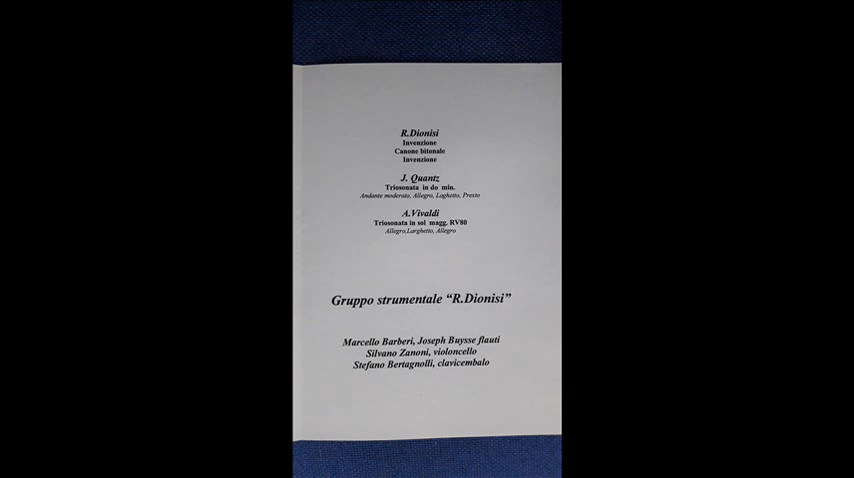 R.Dionisi
Invenzione
Canone bitonale
Invenzione
J. Quantz
Triosonata in do min.
Andante moderato, Allegro, Laghetto, Presto
A.Vivaldi
Triosonata in sol magg. RV80
Allegro,Larghetto, Allegro
Gruppo strumentale “R.Dionisi”
Marcello Barberi, Joseph Buysse flauti
Silvano Zanoni, violoncello
Stefano Bertagnolli, clavicembalo